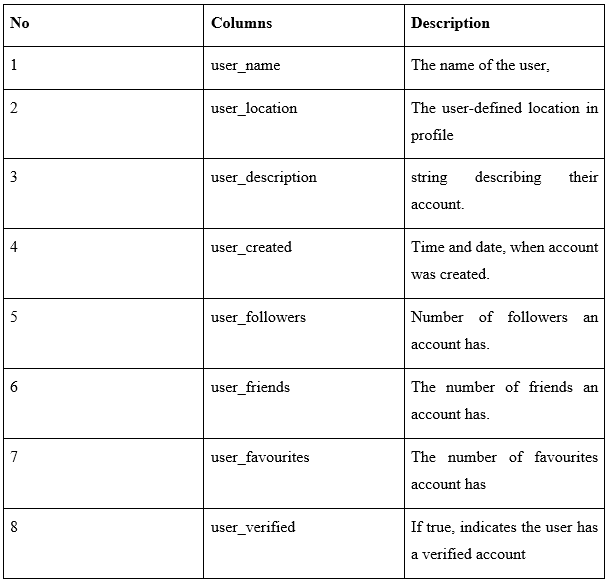 No Columns Description
1 user_name The name of the user,
2 user_location The user-defined location in
profile
3 user_description string describing their
account.
4 user_created Time and date, when account
was created.
5 user_followers Number of followers an
account has.
6 user_friends The number of friends an
account has.
7 user_favourites The number of favourites
account has
8 user_verified If true, indicates the user has
a verified account